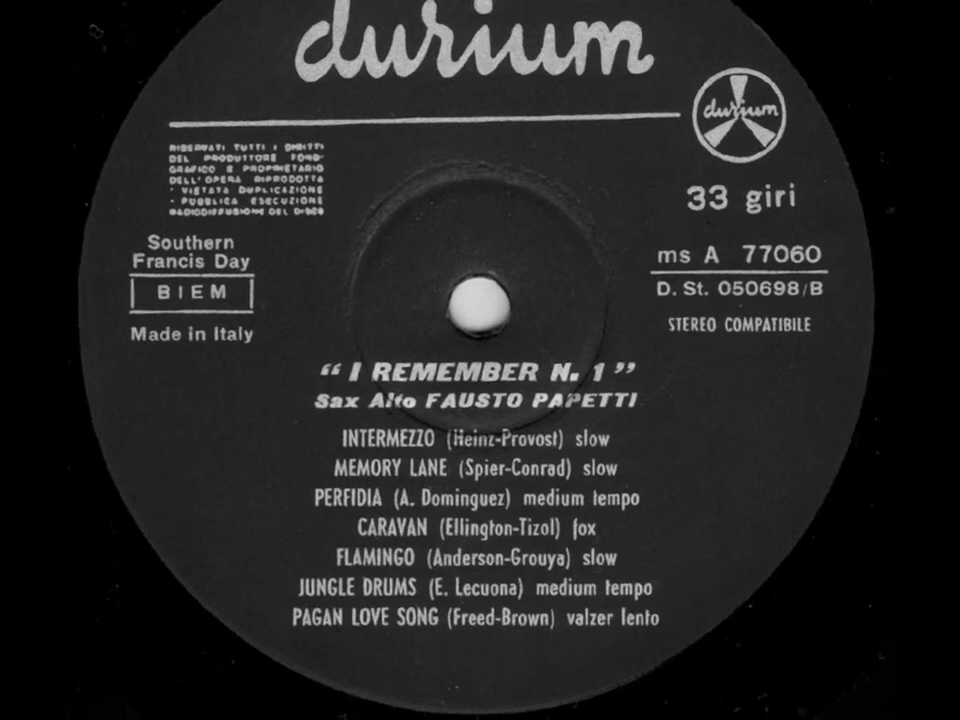 durium
durium
RISERVATI TUTTI I DIRITTI
DEL PRODUTTORE FONO-
GRAFICO E PROPRIETARIO
DELL'OPERA RIPRODOTTA
- VIETATA DUPLICAZIONE
- PUBBLICA ESECUZIONE
RADIODIFFUSIONE DEL DISCO
33 giri
Southern
Francis Day
BIEM
Made in Italy
ms A 77060
D. St. 050698/B
STEREO COMPATIBILE
“ I REMEMBER N. 1 ”
Sax Alto FAUSTO PAPETTI
INTERMEZZO (Heinz-Provost) slow
MEMORY LANE (Spier-Conrad) slow
PERFIDIA (A. Dominguez) medium tempo
CARAVAN (Ellington-Tizol) fox
FLAMINGO (Anderson-Grouya) slow
JUNGLE DRUMS (E. Lecuona) medium tempo
PAGAN LOVE SONG (Freed-Brown) valzer lento